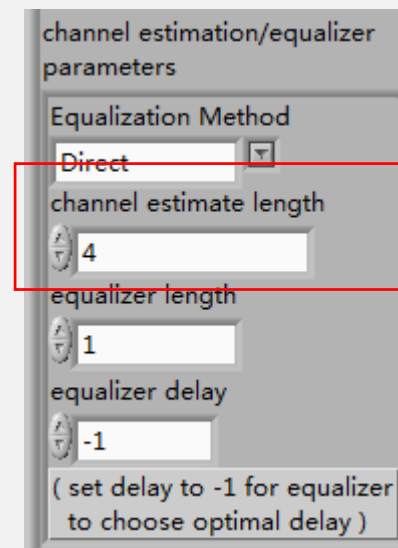 channel estimation/equalizer
parameters
Equalization Method
Direct
channel estimate length
4
equalizer length
1
equalizer delay
-1
( set delay to -1 for equalizer
to choose optimal delay )